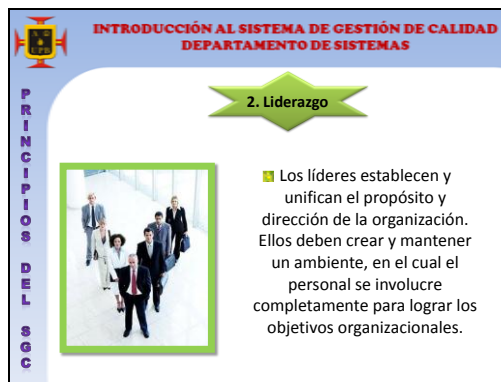 INTRODUCCIÓN AL SISTEMA DE GESTIÓN DE CALIDAD
DEPARTAMENTO DE SISTEMAS
UPB
PRINCIPIOS DEL SGC
2. Liderazgo
Los líderes establecen y
unifican el propósito y
dirección de la organización.
Ellos deben crear y mantener
un ambiente, en el cual el
personal se involucre
completamente para lograr los
objetivos organizacionales.